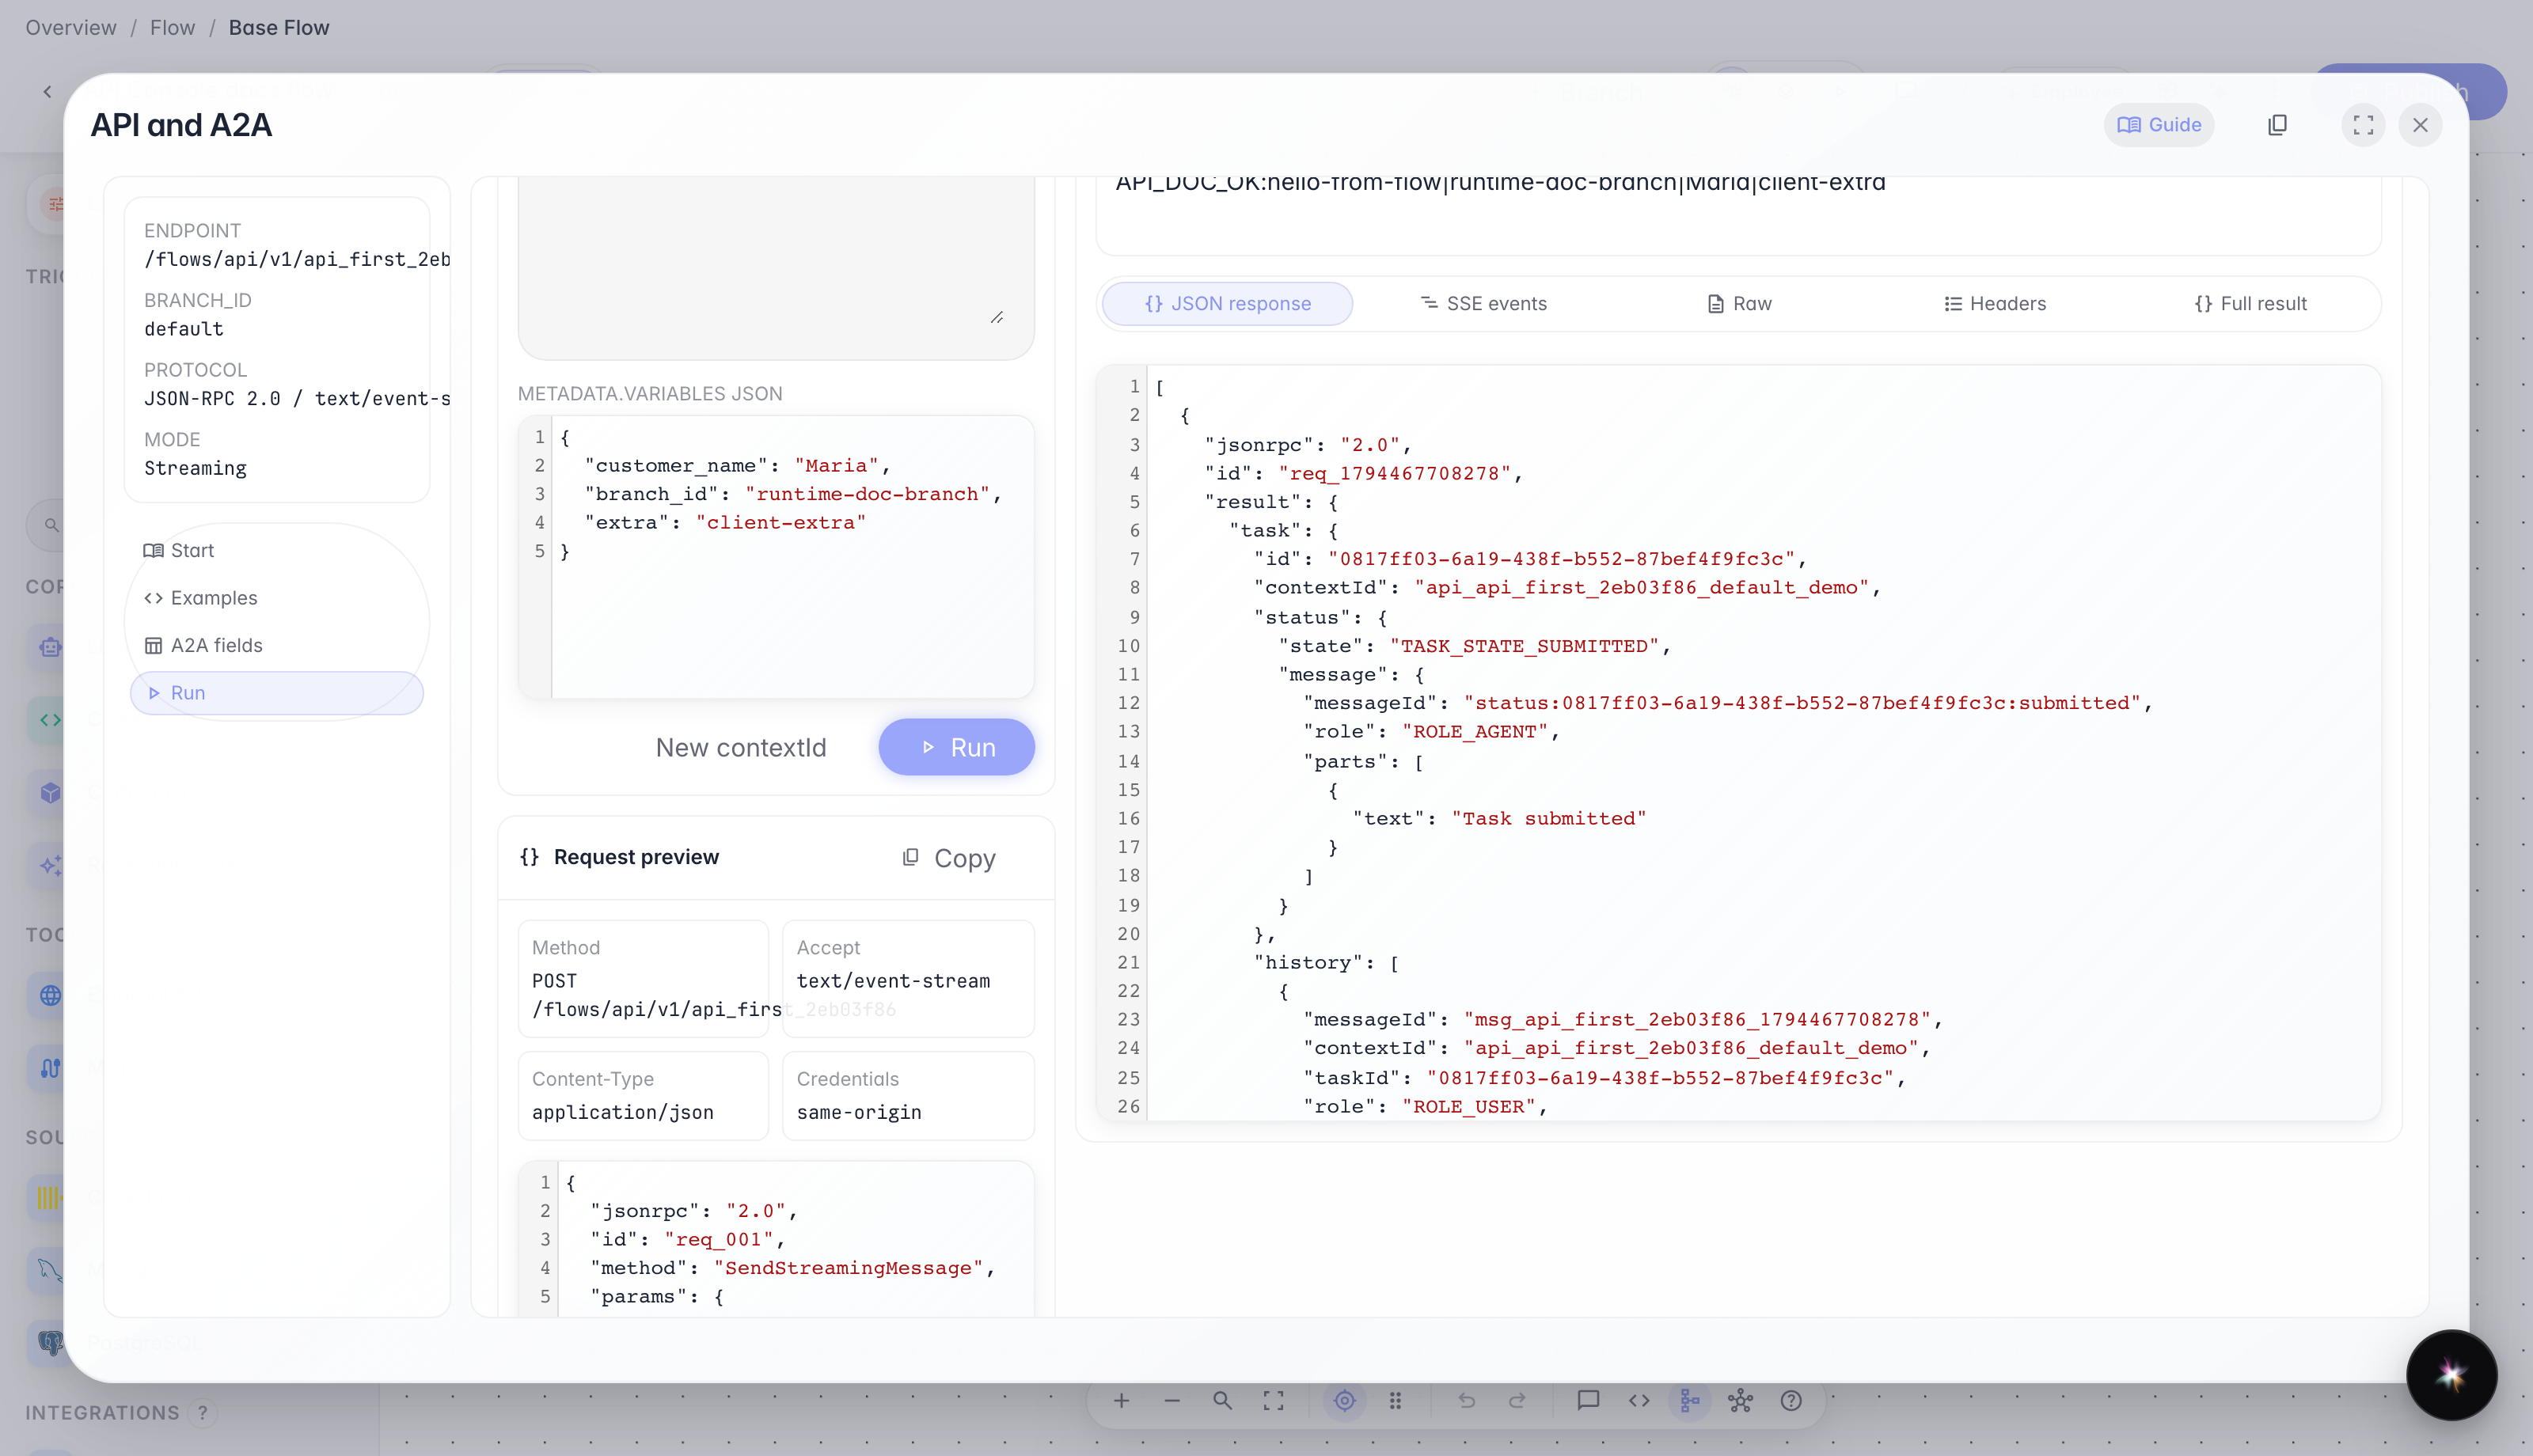 Overview / Flow / Base Flow
API and A2A
Guide
ENDPOINT
/flows/api/v1/api_first_2eb
BRANCH_ID
default
PROTOCOL
JSON-RPC 2.0 / text/event-s
MODE
Streaming
Start
Examples
A2A fields
Run
METADATA.VARIABLES JSON
1 {
2 "customer_name": "Maria",
3 "branch_id": "runtime-doc-branch",
4 "extra": "client-extra"
5 }
New contextId
Run
{} Request preview
Copy
Method
POST
/flows/api/v1/api_first_2eb03f86
Accept
text/event-stream
Content-Type
application/json
Credentials
same-origin
1 {
2 "jsonrpc": "2.0",
3 "id": "req_001",
4 "method": "SendStreamingMessage",
5 "params": {
API_DOC_OK:hello-from-flow|runtime-doc-branch|Maria|client-extra
{} JSON response
SSE events
Raw
Headers
{} Full result
1 [
2 {
3 "jsonrpc": "2.0",
4 "id": "req_1794467708278",
5 "result": {
6 "task": {
7 "id": "0817ff03-6a19-438f-b552-87bef4f9fc3c",
8 "contextId": "api_api_first_2eb03f86_default_demo",
9 "status": {
10 "state": "TASK_STATE_SUBMITTED",
11 "message": {
12 "messageId": "status:0817ff03-6a19-438f-b552-87bef4f9fc3c:submitted",
13 "role": "ROLE_AGENT",
14 "parts": [
15 {
16 "text": "Task submitted"
17 }
18 ]
19 }
20 },
21 "history": [
22 {
23 "messageId": "msg_api_first_2eb03f86_1794467708278",
24 "contextId": "api_api_first_2eb03f86_default_demo",
25 "taskId": "0817ff03-6a19-438f-b552-87bef4f9fc3c",
26 "role": "ROLE_USER",
TRIG
COR
TOO
SOU
PostgreSQL
INTEGRATIONS ?